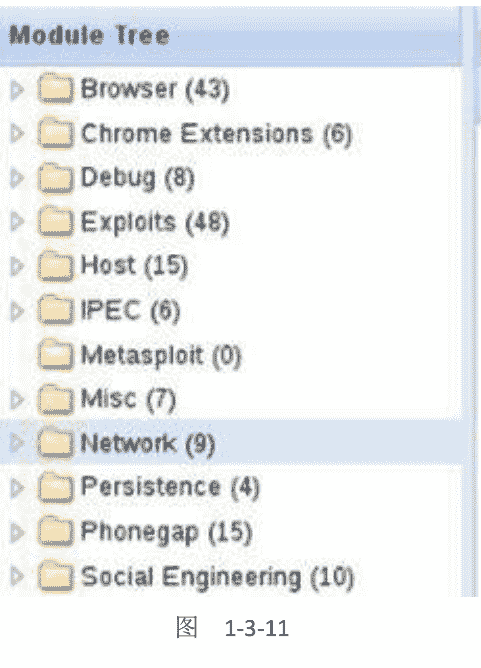 Module Tree
Browser (43)
Chrome Extensions (6)
Debug (8)
Exploits (48)
Host (15)
IPEC (6)
Metasploit (0)
Misc (7)
Network (9)
Persistence (4)
Phonegap (15)
Social Engineering (10)
图 1-3-11